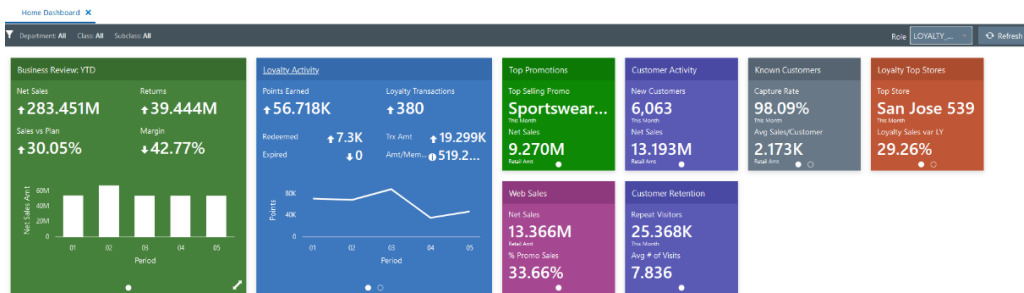 Home Dashboard ✕
Department: All Class: All Subclass: All
Role LOYALTY_... Refresh
Business Review: YTD
Net Sales Returns
283.451M 39.444M
Sales vs Plan Margin
30.05% 42.77%
Net Sales Amt
60M
40M
20M
0
01 02 03 04 05
Period
Loyalty Activity
Points Earned Loyalty Transactions
56.718K 380
Redeemed 7.3K Trx Amt 19.299K
Expired 0 Amt/Mem... 519.2...
Points
80K
40K
0
01 02 03 04 05
Period
Top Promotions
Top Selling Promo
Sportswear...
This Month
Net Sales
9.270M
Retail Amt
Customer Activity
New Customers
6,063
This Month
Net Sales
13.193M
Retail Amt
Known Customers
Capture Rate
98.09%
This Month
Avg Sales/Customer
2.173K
Retail Amt
Loyalty Top Stores
Top Store
San Jose 539
This Month
Loyalty Sales var LY
29.26%
Web Sales
Net Sales
13.366M
Retail Amt
% Promo Sales
33.66%
Customer Retention
Repeat Visitors
25.368K
This Month
Avg # of Visits
7.836